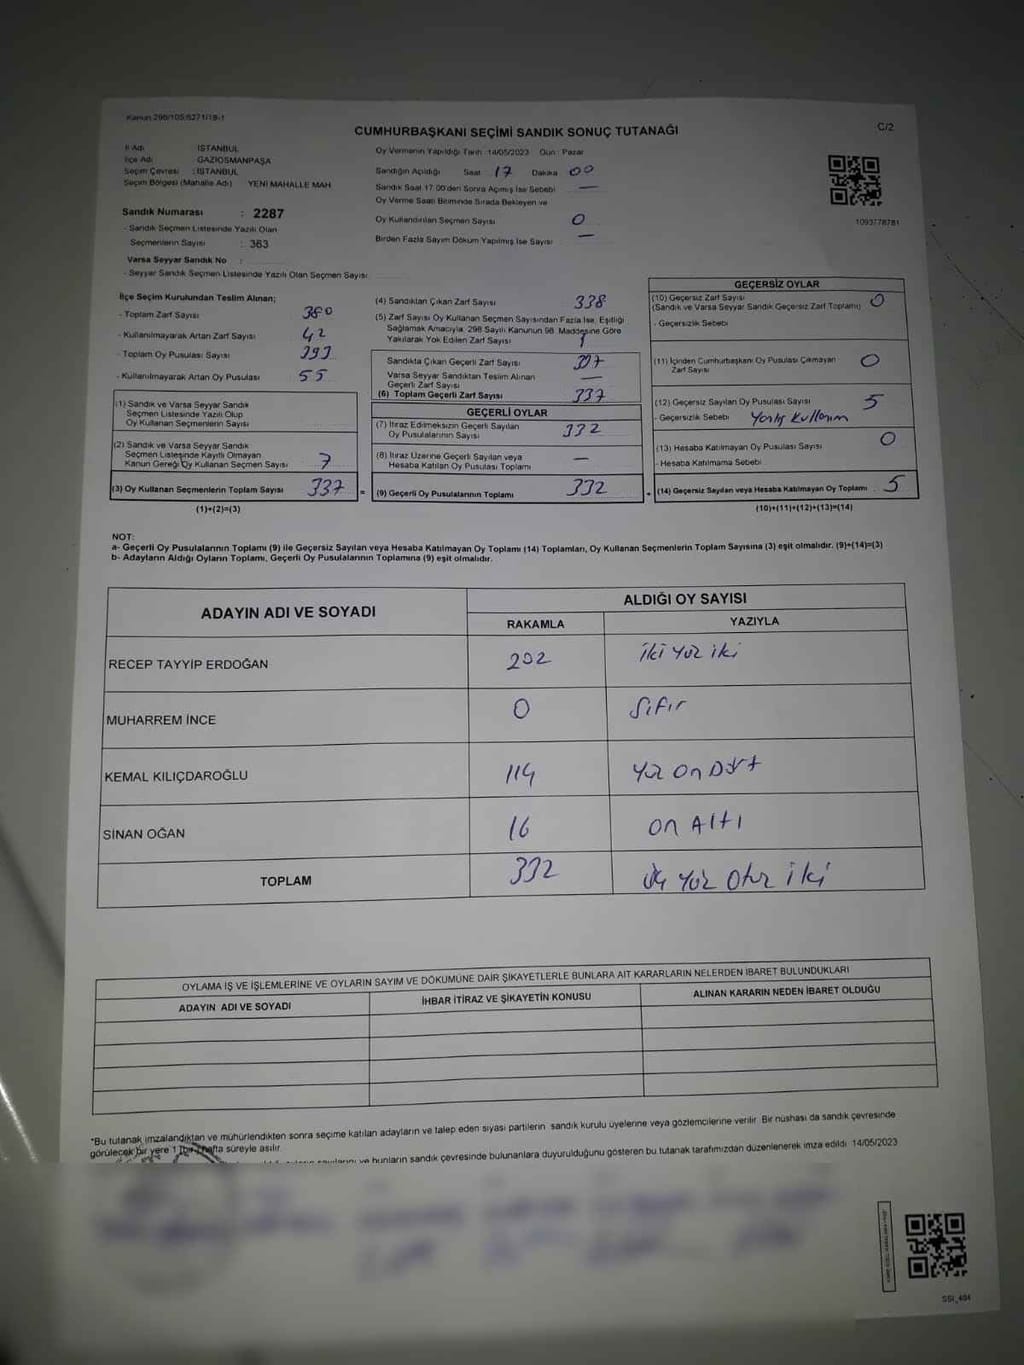 Kanun 298/105,6271/18-1
CUMHURBAŞKANI SEÇİMİ SANDIK SONUÇ TUTANAĞI
C/2
İl Adı : İSTANBUL
İlçe Adı : GAZİOSMANPAŞA
Seçim Çevresi : İSTANBUL
Seçim Bölgesi (Mahalle Adı) YENİ MAHALLE MAH
Sandık Numarası : 2287
- Sandık Seçmen Listesinde Yazılı Olan
Seçmenlerin Sayısı : 363
Varsa Seyyar Sandık No :
- Seyyar Sandık Seçmen Listesinde Yazılı Olan Seçmen Sayısı:
Oy Vermenin Yapıldığı Tarih :14/05/2023 Gün : Pazar
Sandığın Açıldığı Saat 17 Dakika 00
Sandık Saat 17.00'den Sonra Açılmış İse Sebebi —
Oy Verme Saati Bitiminde Sırada Bekleyen ve
Oy Kullandırılan Seçmen Sayısı 0
Birden Fazla Sayım Döküm Yapılmış İse Sayısı —
1093778781
İlçe Seçim Kurulundan Teslim Alınan;
- Toplam Zarf Sayısı 380
- Kullanılmayarak Artan Zarf Sayısı 42
- Toplam Oy Pusulası Sayısı 393
- Kullanılmayarak Artan Oy Pusulası 55
(1) Sandık ve Varsa Seyyar Sandık
Seçmen Listesinde Yazılı Olup
Oy Kullanan Seçmenlerin Sayısı
(2) Sandık ve Varsa Seyyar Sandık
Seçmen Listesinde Kayıtlı Olmayan
Kanun Gereği Oy Kullanan Seçmen Sayısı 7
(3) Oy Kullanan Seçmenlerin Toplam Sayısı 337 =
(1)+(2)=(3)
(4) Sandıktan Çıkan Zarf Sayısı 338
(5) Zarf Sayısı Oy Kullanan Seçmen Sayısından Fazla İse, Eşitliği
Sağlamak Amacıyla, 298 Sayılı Kanunun 98. Maddesine Göre
Yakılarak Yok Edilen Zarf Sayısı 1
Sandıkta Çıkan Geçerli Zarf Sayısı 337
Varsa Seyyar Sandıktan Teslim Alınan
Geçerli Zarf Sayısı —
(6) Toplam Geçerli Zarf Sayısı 337
GEÇERLİ OYLAR
(7) İtiraz Edilmeksizin Geçerli Sayılan
Oy Pusulalarının Sayısı 332
(8) İtiraz Üzerine Geçerli Sayılan veya
Hesaba Katılan Oy Pusulası Toplamı —
(9) Geçerli Oy Pusulalarının Toplamı 332 +
GEÇERSİZ OYLAR
(10) Geçersiz Zarf Sayısı
(Sandık ve Varsa Seyyar Sandık Geçersiz Zarf Toplamı) 0
- Geçersizlik Sebebi
(11) İçinden Cumhurbaşkanı Oy Pusulası Çıkmayan
Zarf Sayısı 0
(12) Geçersiz Sayılan Oy Pusulası Sayısı 5
- Geçersizlik Sebebi Yanlış Kullanım
(13) Hesaba Katılmayan Oy Pusulası Sayısı 0
- Hesaba Katılmama Sebebi
(14) Geçersiz Sayılan veya Hesaba Katılmayan Oy Toplamı 5
(10)+(11)+(12)+(13)=(14)
NOT:
a- Geçerli Oy Pusulalarının Toplamı (9) ile Geçersiz Sayılan veya Hesaba Katılmayan Oy Toplamı (14) Toplamları, Oy Kullanan Seçmenlerin Toplam Sayısına (3) eşit olmalıdır. (9)+(14)=(3)
b- Adayların Aldığı Oyların Toplamı, Geçerli Oy Pusulalarının Toplamına (9) eşit olmalıdır.
ADAYIN ADI VE SOYADI
ALDIĞI OY SAYISI
RAKAMLA YAZIYLA
RECEP TAYYİP ERDOĞAN 202 iki yüz iki
MUHARREM İNCE 0 Sıfır
KEMAL KILIÇDAROĞLU 114 Yüz On Dört
SİNAN OĞAN 16 On Altı
TOPLAM 332 üç Yüz Otuz iki
OYLAMA İŞ VE İŞLEMLERİNE VE OYLARIN SAYIM VE DÖKÜMÜNE DAİR ŞİKAYETLERLE BUNLARA AİT KARARLARIN NELERDEN İBARET BULUNDUKLARI
ADAYIN ADI VE SOYADI İHBAR İTİRAZ VE ŞİKAYETİN KONUSU ALINAN KARARIN NEDEN İBARET OLDUĞU
*Bu tutanak imzalandıktan ve mühürlendikten sonra seçime katılan adayların ve talep eden siyasi partilerin sandık kurulu üyelerine veya gözlemcilerine verilir. Bir nüshası da sandık çevresinde
görülecek bir yere 1 (bir) hafta süreyle asılır.
ve bunların sandık çevresinde bulunanlara duyurulduğunu gösteren bu tutanak tarafımızdan düzenlenerek imza edildi. 14/05/2023